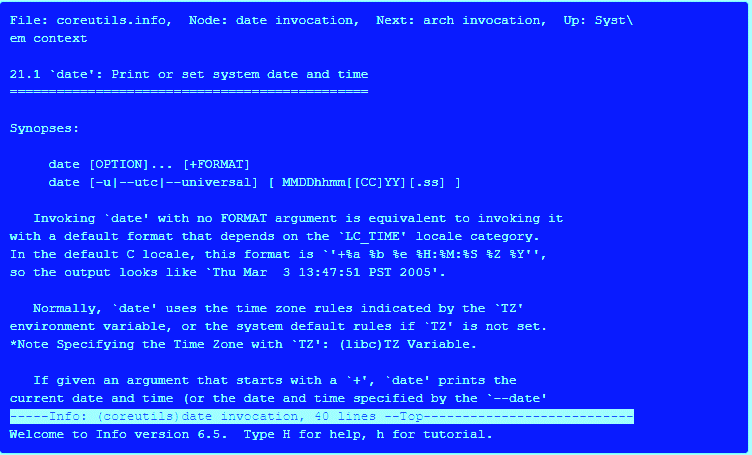 File: coreutils.info,  Node: date invocation,  Next: arch invocation,  Up: Syst\
em context
21.1 `date': Print or set system date and time
==============================================
Synopses:
date [OPTION]... [+FORMAT]
date [-u|--utc|--universal] [ MMDDhhmm[[CC]YY][.ss] ]
Invoking `date' with no FORMAT argument is equivalent to invoking it
with a default format that depends on the `LC_TIME' locale category.
In the default C locale, this format is `'+%a %b %e %H:%M:%S %Z %Y'',
so the output looks like `Thu Mar  3 13:47:51 PST 2005'.
Normally, `date' uses the time zone rules indicated by the `TZ'
environment variable, or the system default rules if `TZ' is not set.
*Note Specifying the Time Zone with `TZ': (libc)TZ Variable.
If given an argument that starts with a `+', `date' prints the
current date and time (or the date and time specified by the `--date'
-----Info: (coreutils)date invocation, 40 lines --Top---------------------------
Welcome to Info version 6.5.  Type H for help, h for tutorial.